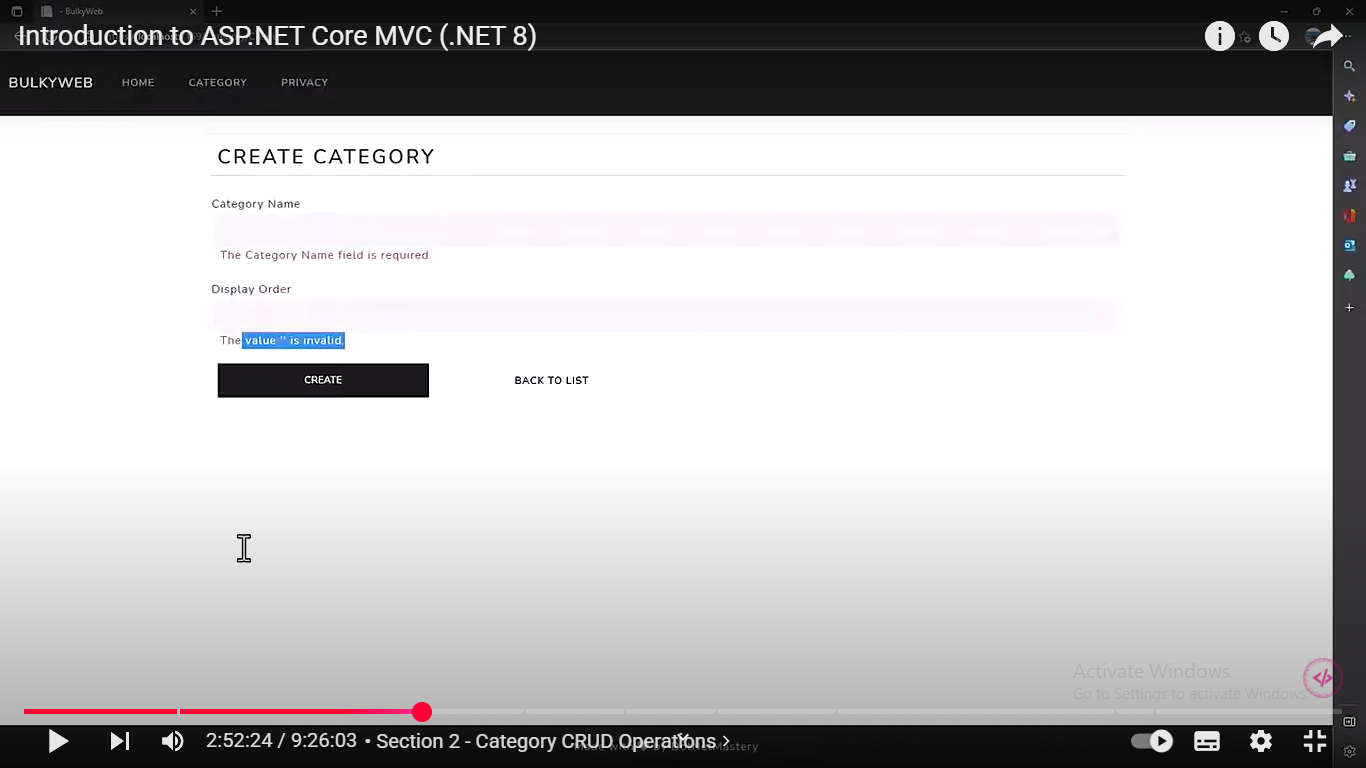 - BulkyWeb
Introduction to ASP.NET Core MVC (.NET 8)
BULKYWEB HOME CATEGORY PRIVACY
CREATE CATEGORY
Category Name
The Category Name field is required.
Display Order
The value '' is invalid.
CREATE BACK TO LIST
Activate Windows
Go to Settings to activate Windows.
2:52:24 / 9:26:03 • Section 2 - Category CRUD Operations >